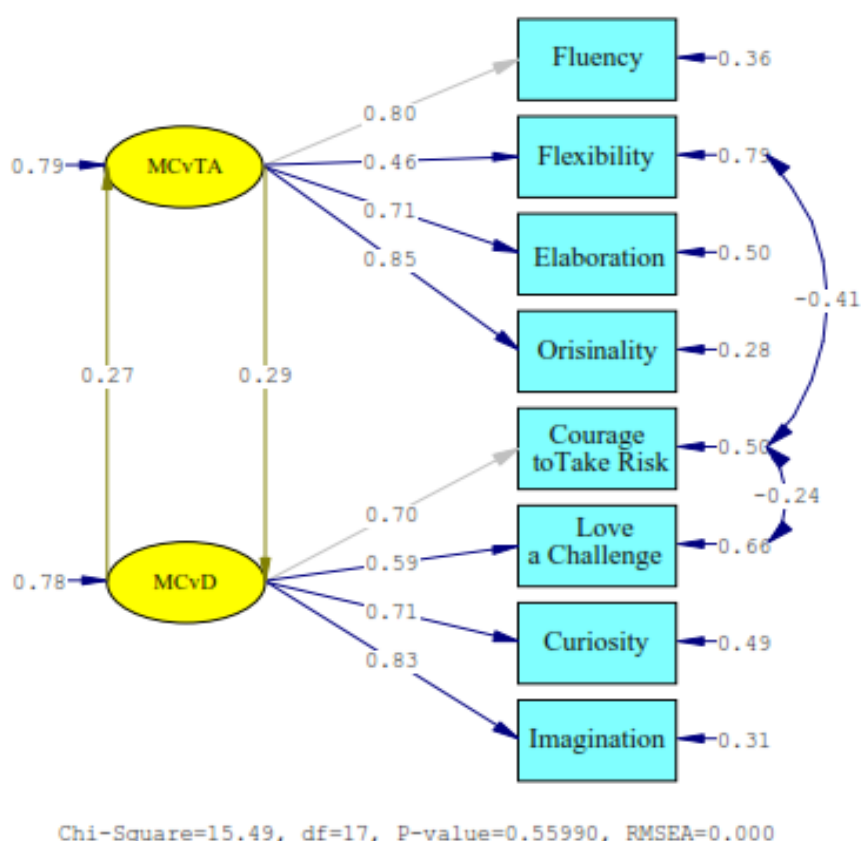 Fluency
0.36
0.80
0.79
MCvTA
0.46
Flexibility
0.79
0.71
Elaboration
0.50
0.85
-0.41
Orisinality
0.28
0.27
0.29
Courage
toTake Risk
0.50
0.70
-0.24
Love
a Challenge
0.66
0.59
0.78
MCvD
0.71
Curiosity
0.49
0.83
Imagination
0.31
Chi-Square=15.49, df=17, P-value=0.55990, RMSEA=0.000